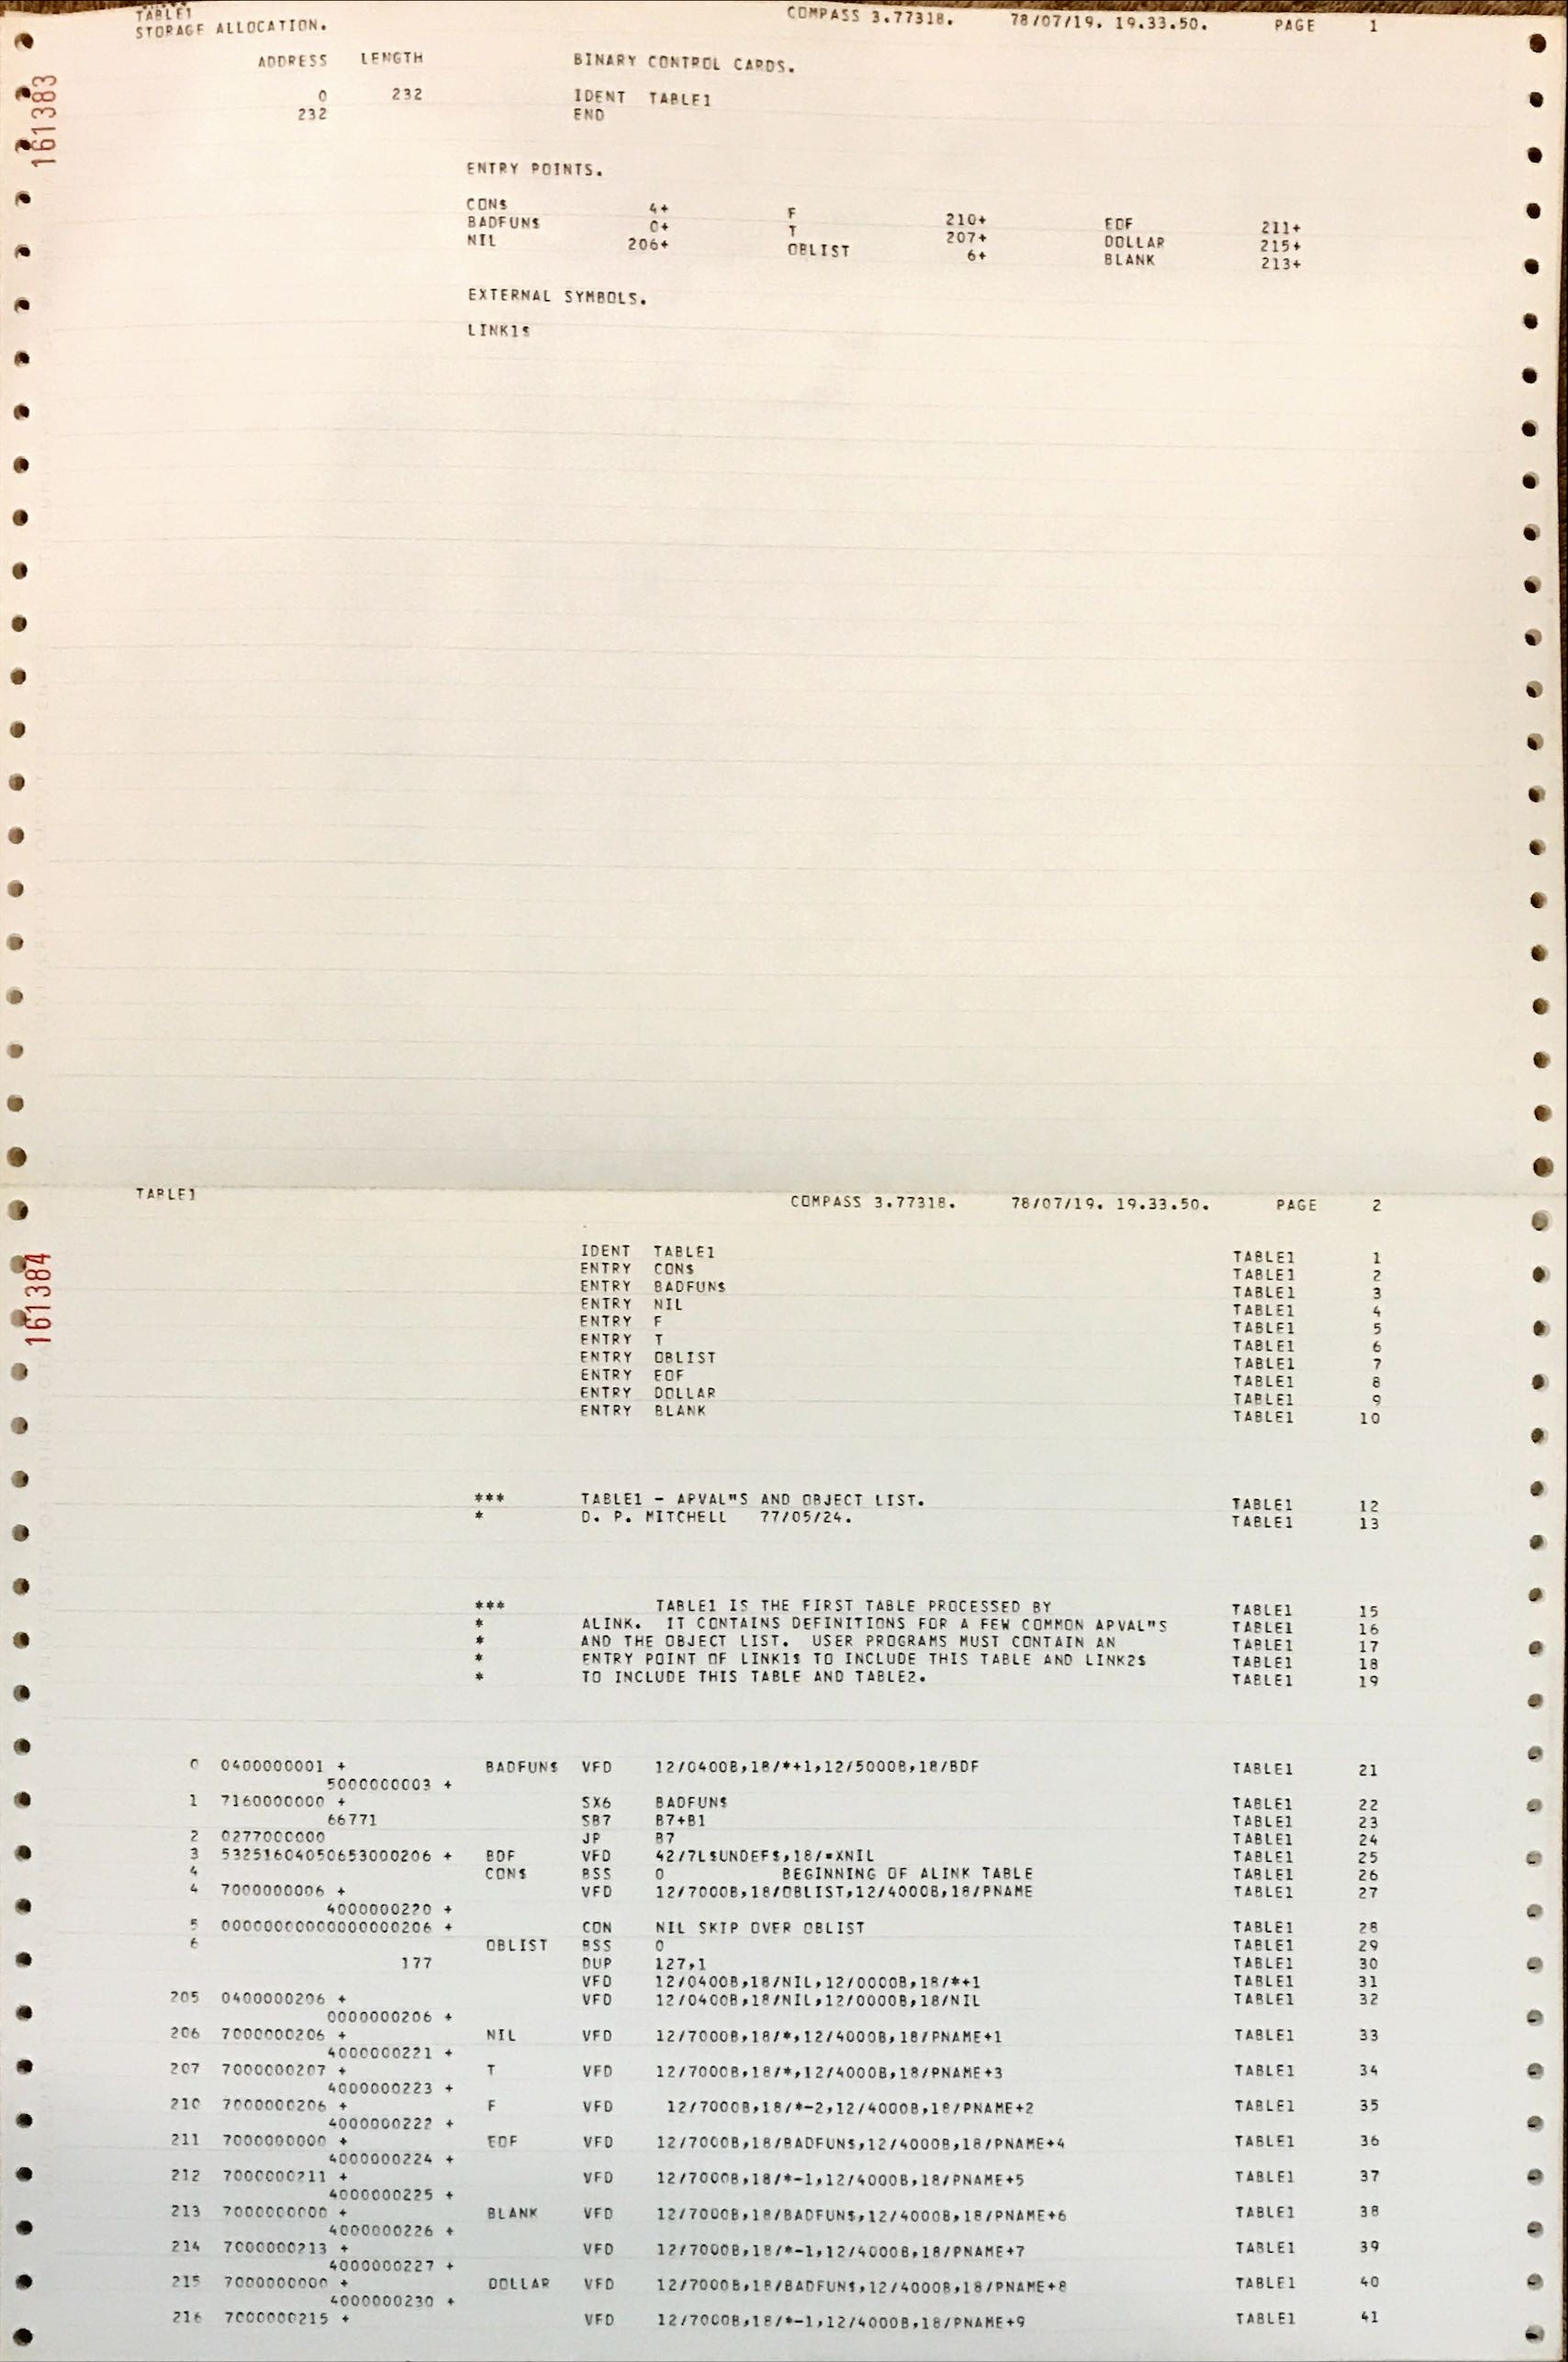 TABLE1 COMPASS 3.77318. 78/07/19. 19.33.50. PAGE 1
STORAGE ALLOCATION.
ADDRESS LENGTH BINARY CONTROL CARDS.
0 232 IDENT TABLE1
232 END
161383
ENTRY POINTS.
CON$ 4+ F 210+ EOF 211+
BADFUN$ 0+ T 207+ DOLLAR 215+
NIL 206+ OBLIST 6+ BLANK 213+
EXTERNAL SYMBOLS.
LINK1$
TABLE1 COMPASS 3.77318. 78/07/19. 19.33.50. PAGE 2
161384
IDENT TABLE1 TABLE1 1
ENTRY CON$ TABLE1 2
ENTRY BADFUN$ TABLE1 3
ENTRY NIL TABLE1 4
ENTRY F TABLE1 5
ENTRY T TABLE1 6
ENTRY OBLIST TABLE1 7
ENTRY EOF TABLE1 8
ENTRY DOLLAR TABLE1 9
ENTRY BLANK TABLE1 10
*** TABLE1 - APVAL"S AND OBJECT LIST. TABLE1 12
* D. P. MITCHELL 77/05/24. TABLE1 13
*** TABLE1 IS THE FIRST TABLE PROCESSED BY TABLE1 15
* ALINK. IT CONTAINS DEFINITIONS FOR A FEW COMMON APVAL"S TABLE1 16
* AND THE OBJECT LIST. USER PROGRAMS MUST CONTAIN AN TABLE1 17
* ENTRY POINT OF LINK1$ TO INCLUDE THIS TABLE AND LINK2$ TABLE1 18
* TO INCLUDE THIS TABLE AND TABLE2. TABLE1 19
0 0400000001 + BADFUN$ VFD 12/0400B,18/*+1,12/5000B,18/BDF TABLE1 21
5000000003 +
1 7160000000 + SX6 BADFUN$ TABLE1 22
66771 SB7 B7+B1 TABLE1 23
2 0277000000 JP B7 TABLE1 24
3 53251604050653000206 + BDF VFD 42/7L$UNDEF$,18/=XNIL TABLE1 25
4 CON$ BSS 0 BEGINNING OF ALINK TABLE TABLE1 26
4 7000000006 + VFD 12/7000B,18/OBLIST,12/4000B,18/PNAME TABLE1 27
4000000220 +
5 00000000000000000206 + CON NIL SKIP OVER OBLIST TABLE1 28
6 OBLIST BSS 0 TABLE1 29
177 DUP 127,1 TABLE1 30
VFD 12/0400B,18/NIL,12/0000B,18/*+1 TABLE1 31
205 0400000206 + VFD 12/0400B,18/NIL,12/0000B,18/NIL TABLE1 32
0000000206 +
206 7000000206 + NIL VFD 12/7000B,18/*,12/4000B,18/PNAME+1 TABLE1 33
4000000221 +
207 7000000207 + T VFD 12/7000B,18/*,12/4000B,18/PNAME+3 TABLE1 34
4000000223 +
210 7000000206 + F VFD 12/7000B,18/*-2,12/4000B,18/PNAME+2 TABLE1 35
4000000222 +
211 7000000000 + EOF VFD 12/7000B,18/BADFUN$,12/4000B,18/PNAME+4 TABLE1 36
4000000224 +
212 7000000211 + VFD 12/7000B,18/*-1,12/4000B,18/PNAME+5 TABLE1 37
4000000225 +
213 7000000000 + BLANK VFD 12/7000B,18/BADFUN$,12/4000B,18/PNAME+6 TABLE1 38
4000000226 +
214 7000000213 + VFD 12/7000B,18/*-1,12/4000B,18/PNAME+7 TABLE1 39
4000000227 +
215 7000000000 + DOLLAR VFD 12/7000B,18/BADFUN$,12/4000B,18/PNAME+8 TABLE1 40
4000000230 +
216 7000000215 + VFD 12/7000B,18/*-1,12/4000B,18/PNAME+9 TABLE1 41